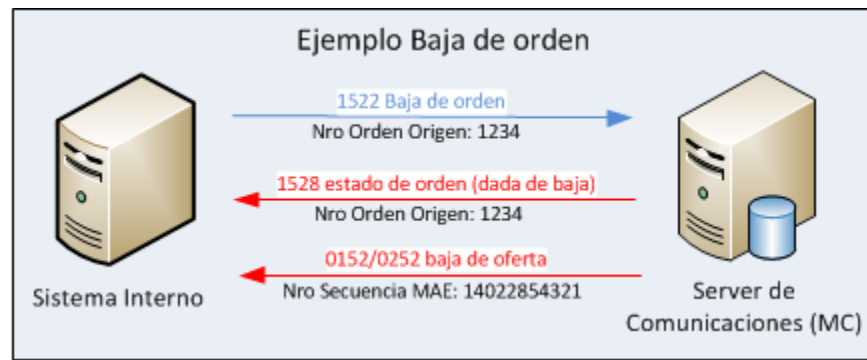 Ejemplo Baja de orden
1522 Baja de orden
Nro Orden Origen: 1234
1528 estado de orden (dada de baja)
Nro Orden Origen: 1234
0152/0252 baja de oferta
Nro Secuencia MAE: 14022854321
Sistema Interno
Server de
Comunicaciones (MC)